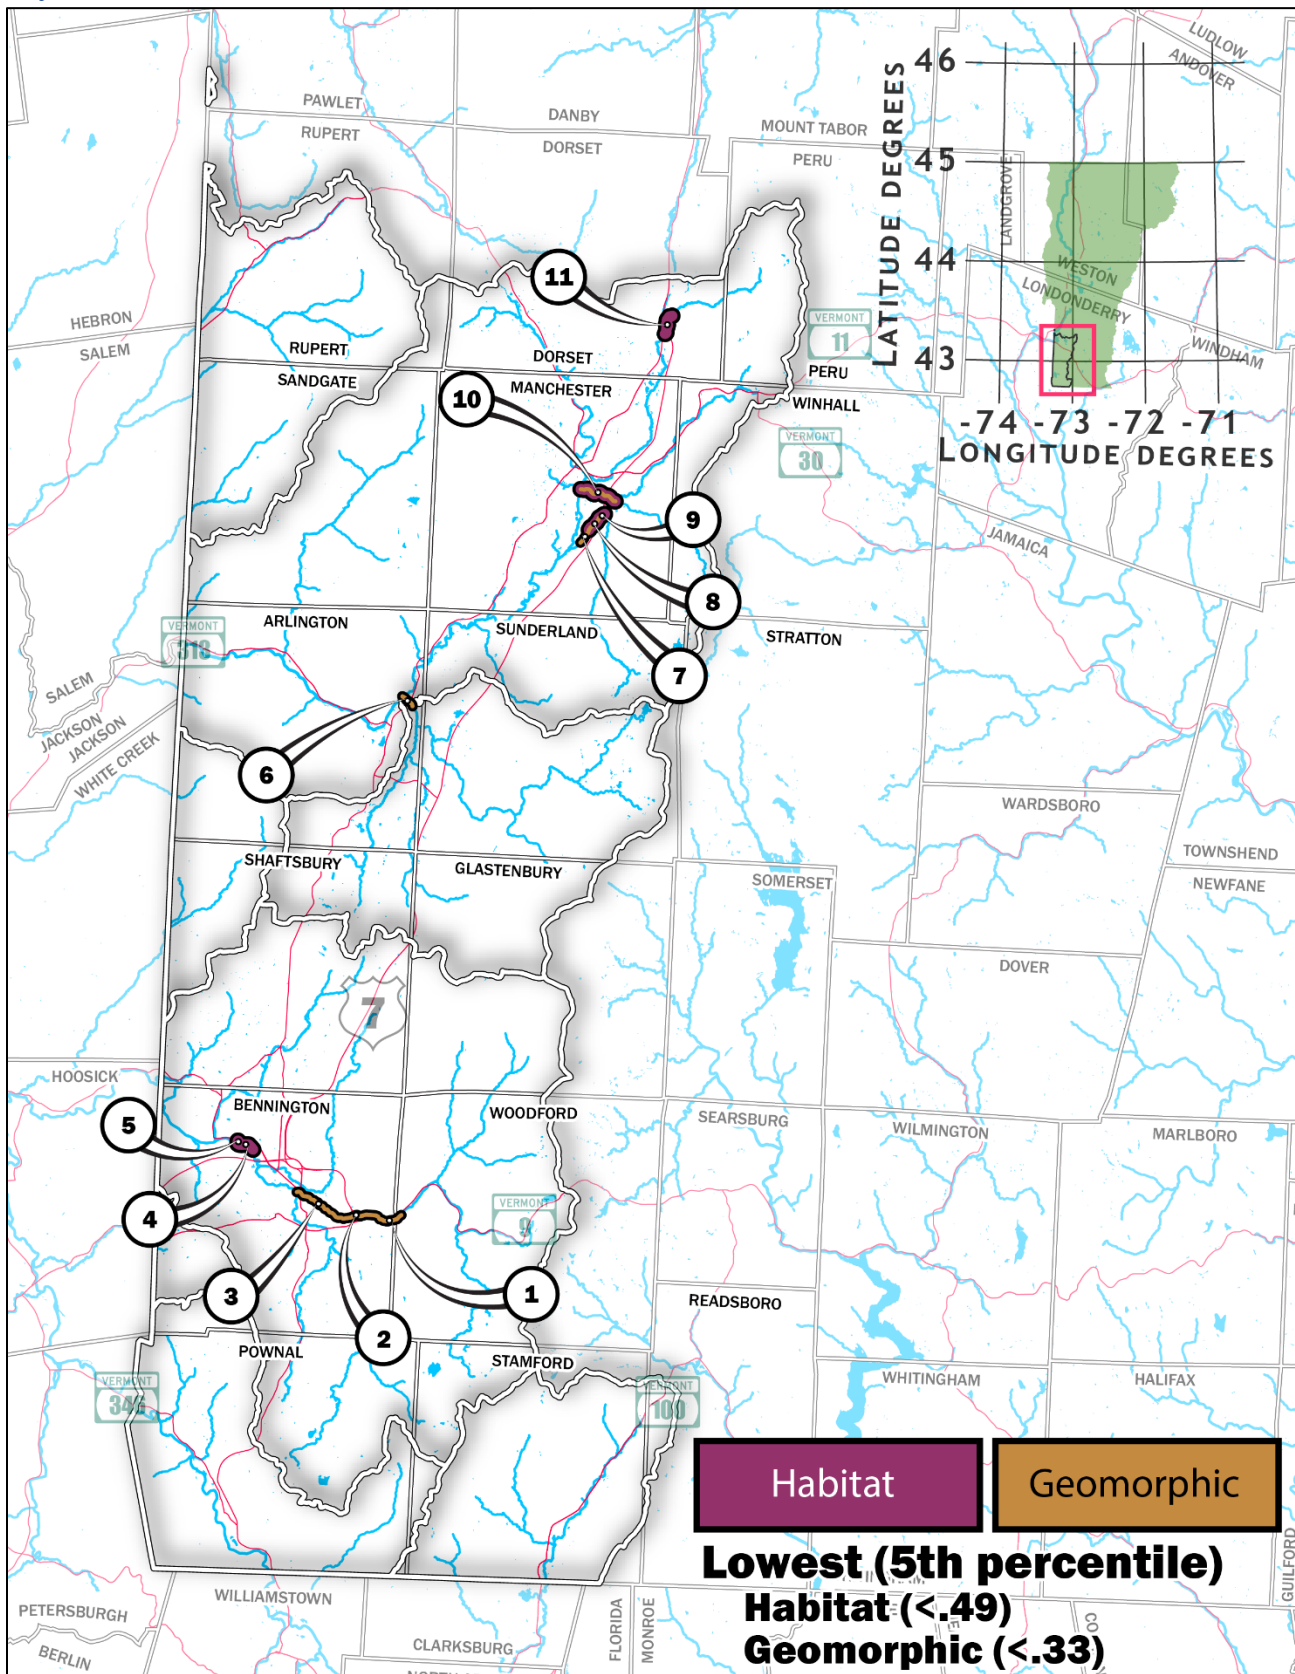 LUDLOW
ANDOVER
PAWLET
RUPERT
DANBY
DORSET
MOUNT TABOR
PERU
LANDGROVE
LATITUDE DEGREES
46
45
44
43
WESTON
LONDONDERRY
WINDHAM
-74 -73 -72 -71
LONGITUDE DEGREES
HEBRON
SALEM
11
RUPERT
SANDGATE
DORSET
MANCHESTER
VERMONT
11
PERU
WINHALL
10
VERMONT
30
9
JAMAICA
8
ARLINGTON
SUNDERLAND
STRATTON
VERMONT
313
7
SALEM
JACKSON
JACKSON
WHITE CREEK
6
WARDSBORO
SHAFTSBURY
GLASTENBURY
SOMERSET
TOWNSHEND
NEWFANE
DOVER
7
HOOSICK
BENNINGTON
WOODFORD
SEARSBURG
WILMINGTON
MARLBORO
5
4
VERMONT
9
3
1
2
READSBORO
POWNAL
STAMFORD
WHITINGHAM
HALIFAX
VERMONT
346
VERMONT
100
Habitat
Geomorphic
Lowest (5th percentile)
Habitat (<.49)
Geomorphic (<.33)
WILLIAMSTOWN
PETERSBURGH
BERLIN
CLARKSBURG
FLORIDA
MONROE
GUILFORD